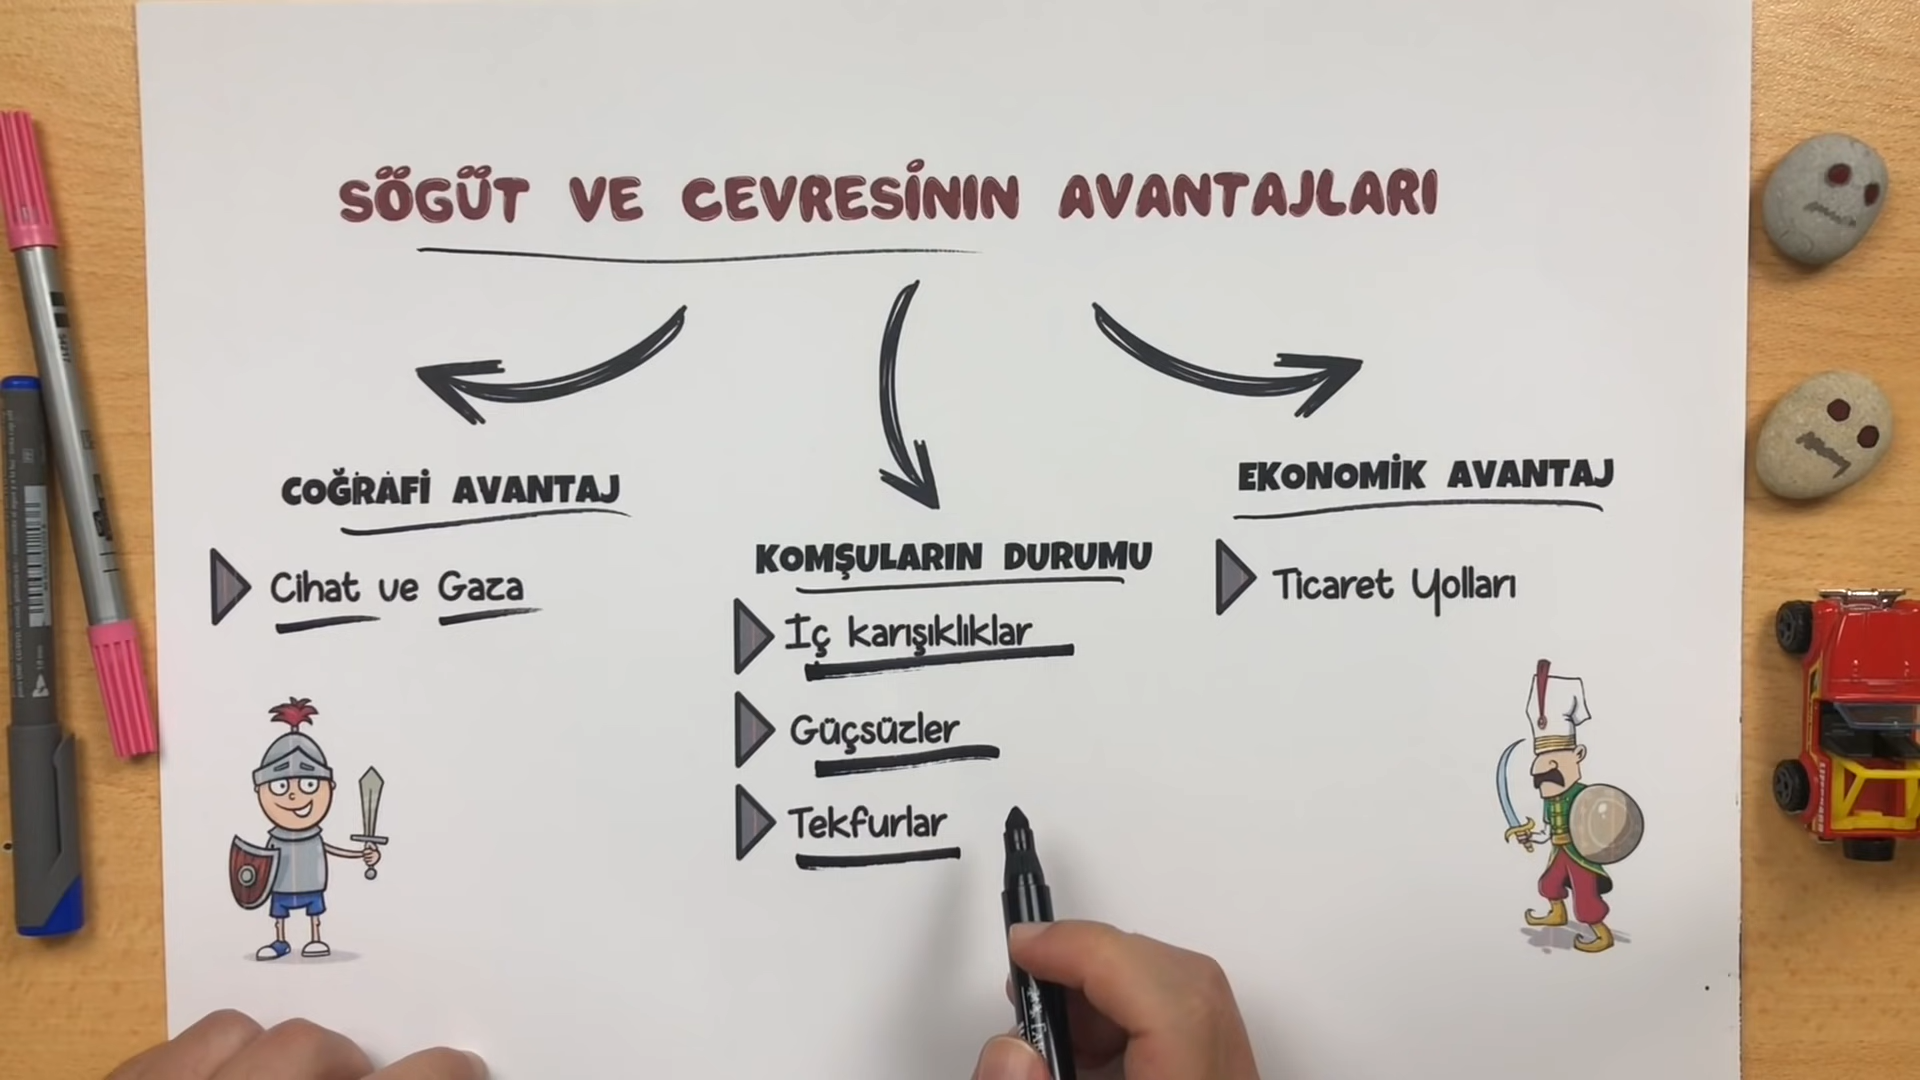 SÖGÜT VE CEVRESİNIN AVANTAJLARI
COĞRAFİ AVANTAJ
Cihat ve Gaza
KOMŞULARIN DURUMU
İç karışıklıklar
Güçsüzler
Tekfurlar
EKONOMİK AVANTAJ
Ticaret Yolları